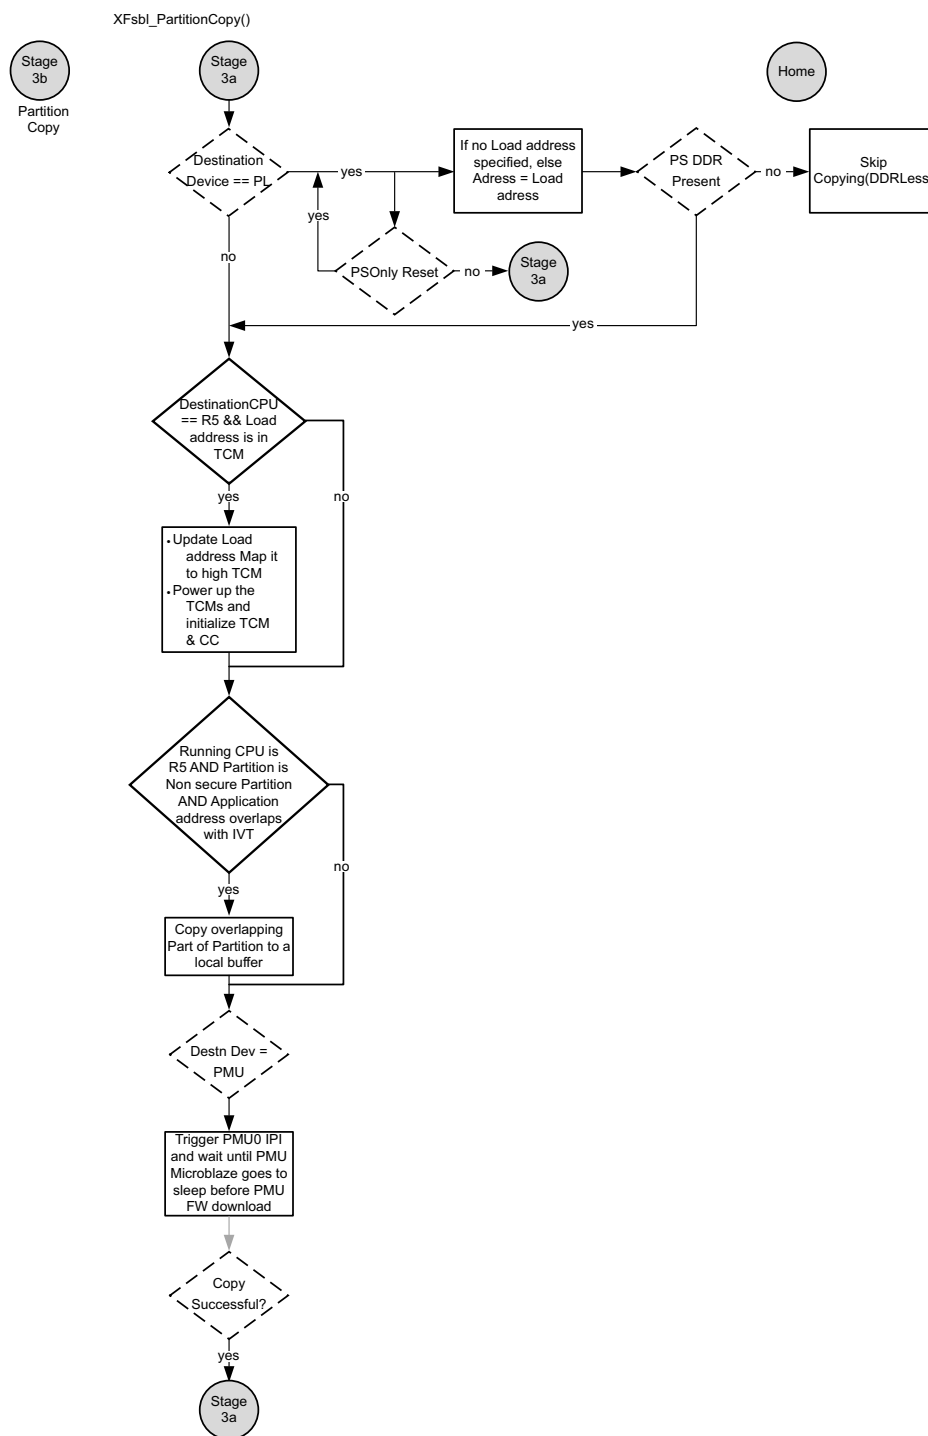 XFsbl_PartitionCopy()
Stage
3b
Partition
Copy
Stage
3a
Home
Destination
Device == PL
yes
If no Load address
specified, else
Adress = Load
adress
PS DDR
Present
no
Skip
Copying(DDRLess
yes
PSOnly Reset
no
Stage
3a
no
yes
DestinationCPU
== R5 && Load
address is in
TCM
yes
no
• Update Load
address Map it
to high TCM
• Power up the
TCMs and
initialize TCM
& CC
Running CPU is
R5 AND Partition is
Non secure Partition
AND Application
address overlaps
with IVT
no
yes
Copy overlapping
Part of Partition to a
local buffer
Destn Dev =
PMU
Trigger PMU0 IPI
and wait until PMU
Microblaze goes to
sleep before PMU
FW download
Copy
Successful?
yes
Stage
3a